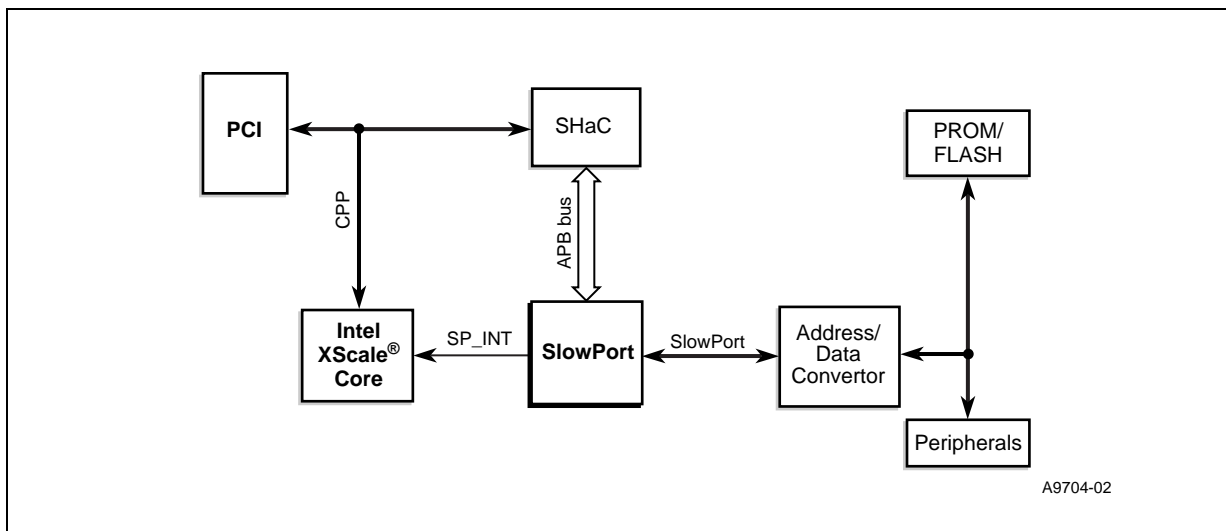 PCI
SHaC
PROM/
FLASH
CPP
APB bus
Intel
XScale®
Core
SP_INT
SlowPort
SlowPort
Address/
Data
Convertor
Peripherals
A9704-02